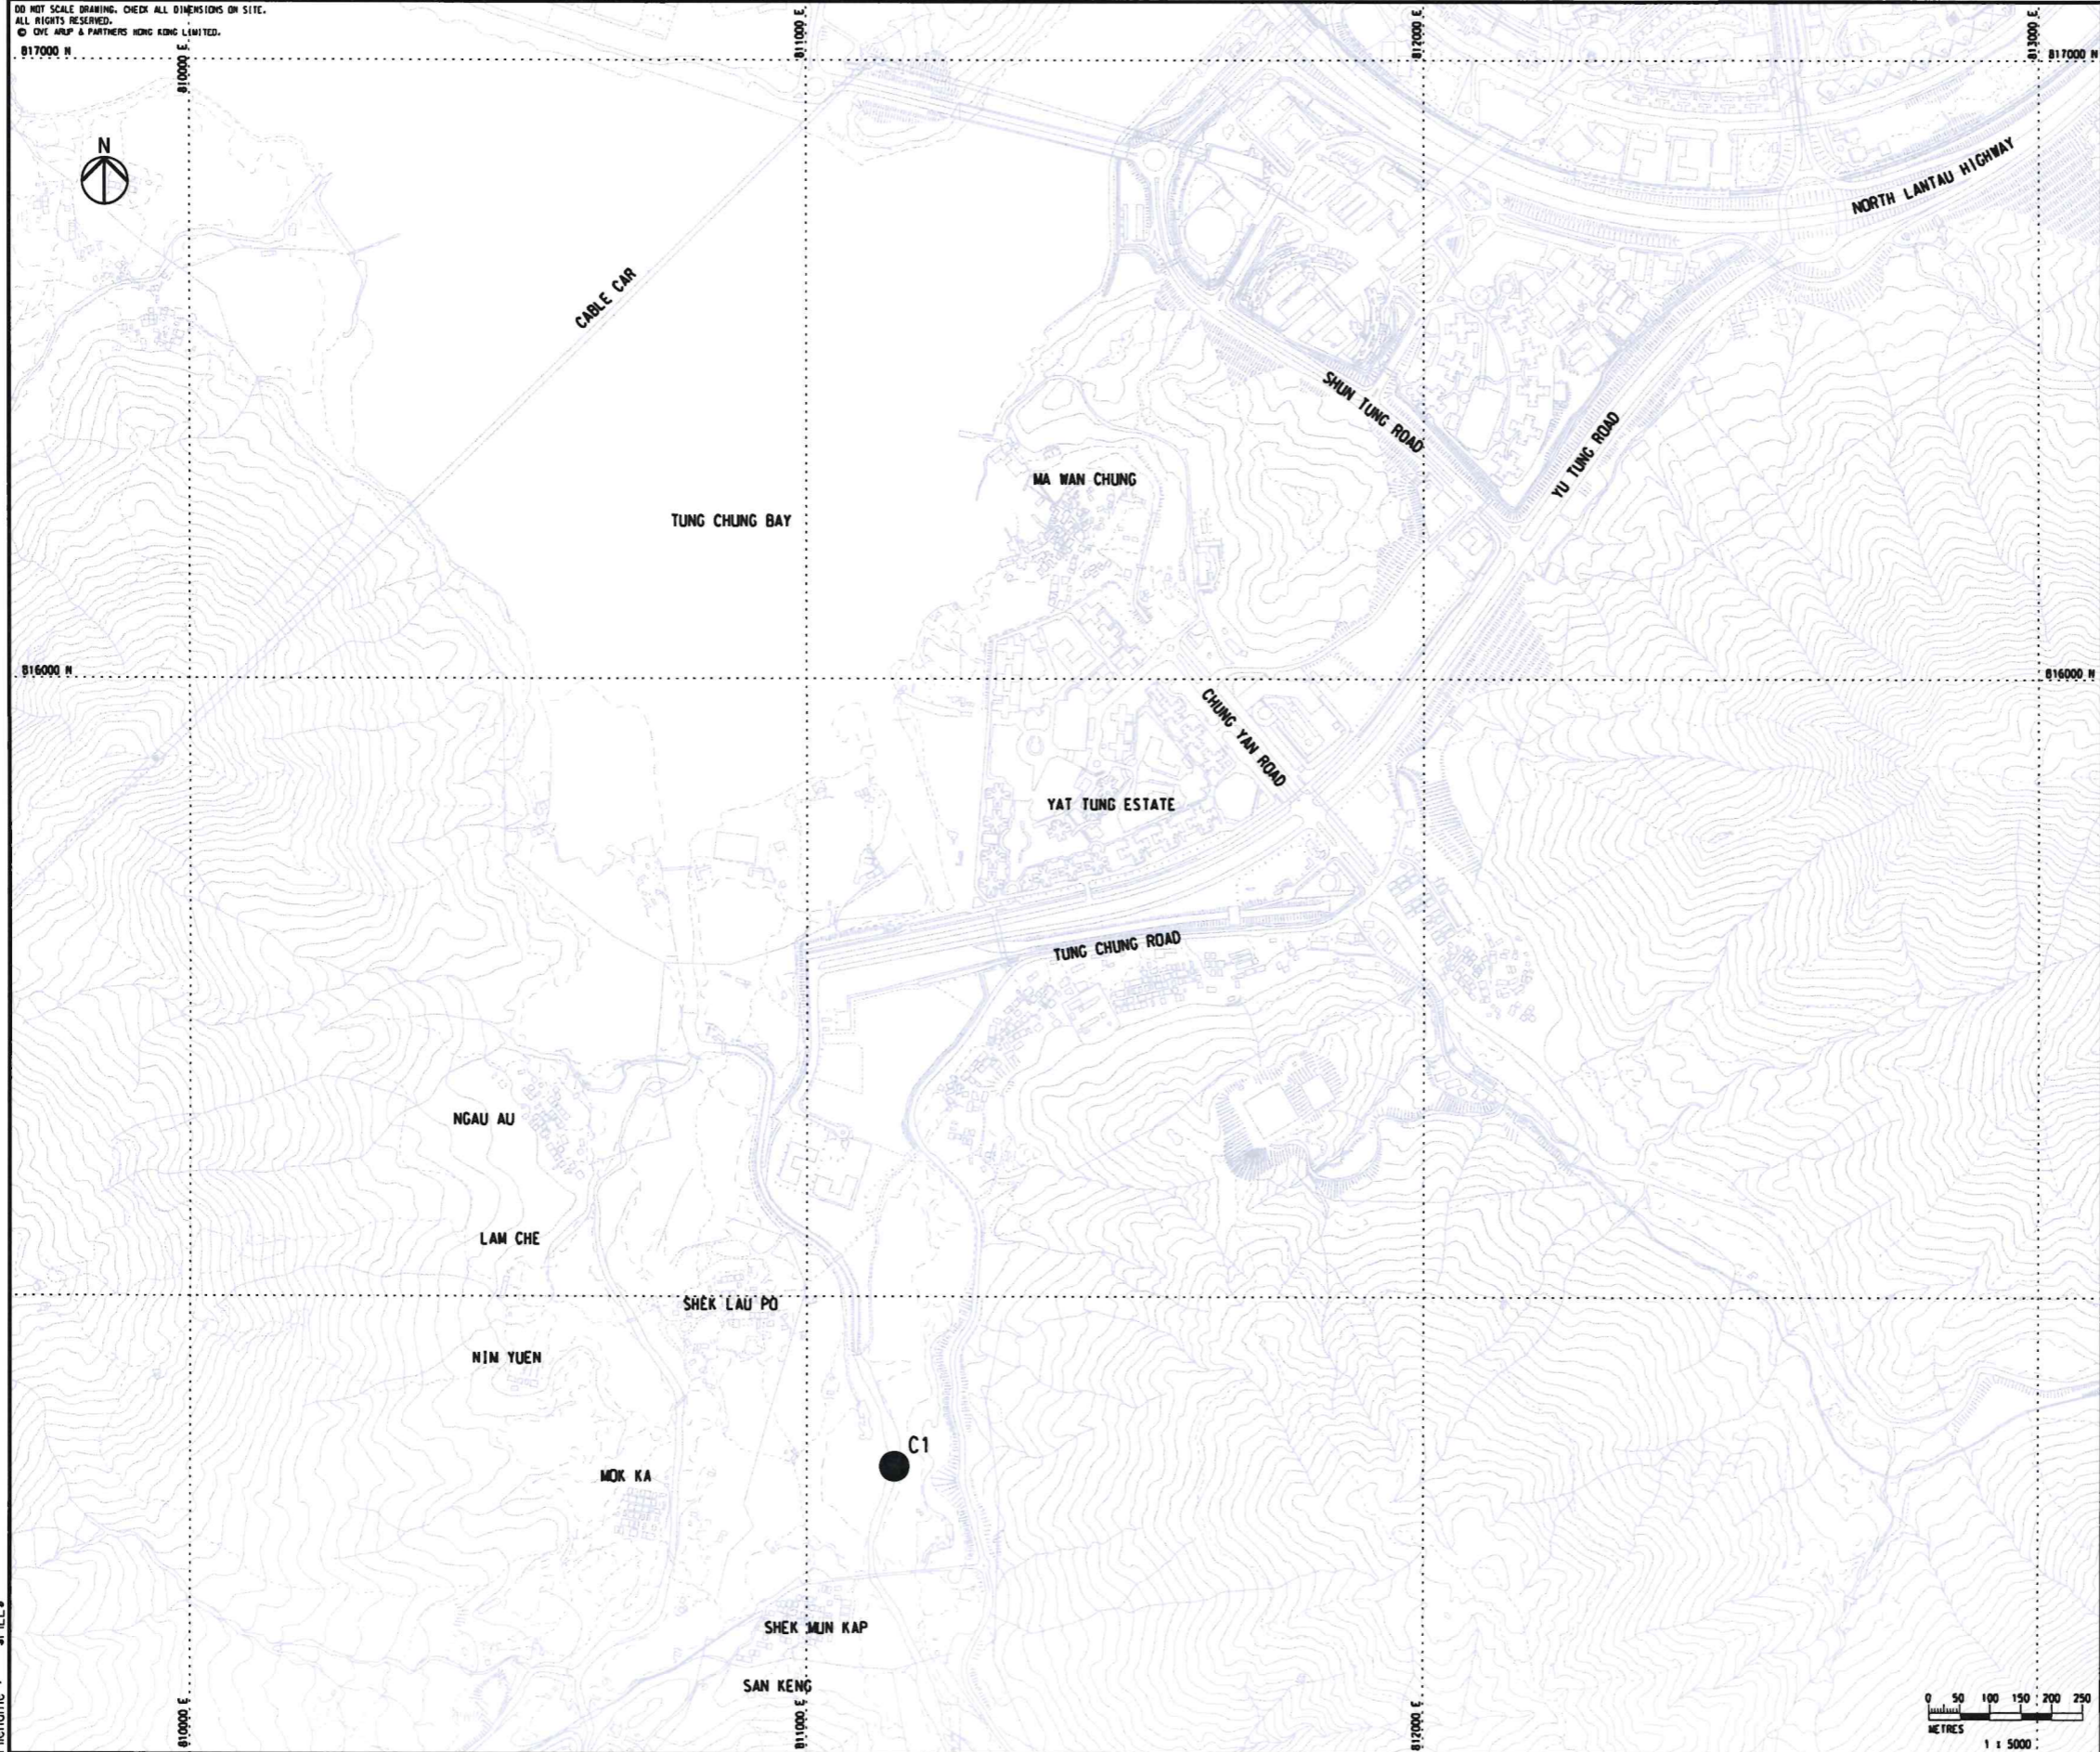 DO NOT SCALE DRAWING. CHECK ALL DIMENSIONS ON SITE.
ALL RIGHTS RESERVED.
© OVE ARUP & PARTNERS HONG KONG LIMITED.
817000 N
810000 E
811000 E
812000 E
813000 E
817000 N
N
NORTH LANTAU HIGHWAY
CABLE CAR
SHUN TUNG ROAD
YU TUNG ROAD
MA WAN CHUNG
TUNG CHUNG BAY
816000 N
816000 N
CHUNG YAN ROAD
YAT TUNG ESTATE
TUNG CHUNG ROAD
NGAU AU
LAM CHE
SHEK LAU PO
NIM YUEN
C1
MOK KA
SHEK MUN KAP
SAN KENG
810000 E
811000 E
812000 E
0 50 100 150 200 250
METRES
1 : 5000